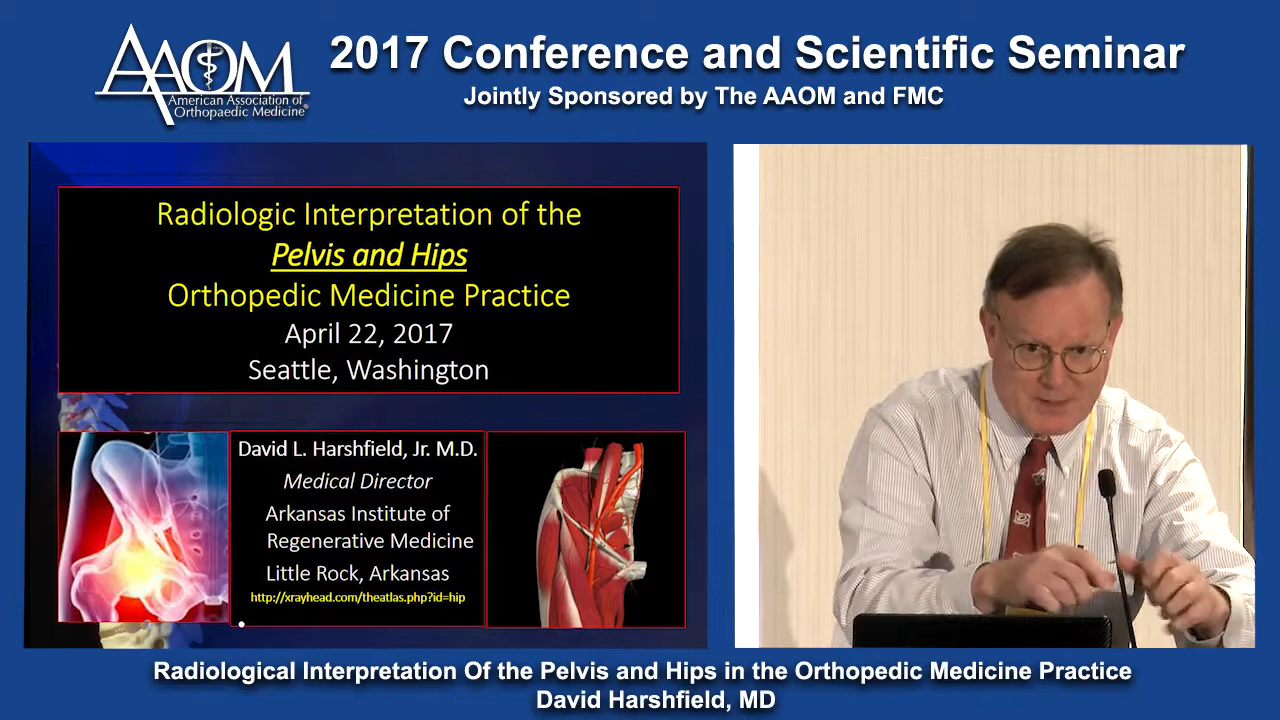 AAOM
American Association of
Orthopaedic Medicine®
2017 Conference and Scientific Seminar
Jointly Sponsored by The AAOM and FMC
Radiologic Interpretation of the
Pelvis and Hips
Orthopedic Medicine Practice
April 22, 2017
Seattle, Washington
David L. Harshfield, Jr. M.D.
Medical Director
Arkansas Institute of
Regenerative Medicine
Little Rock, Arkansas
http://xrayhead.com/theatlas.php?id=hip
Radiological Interpretation Of the Pelvis and Hips in the Orthopedic Medicine Practice
David Harshfield, MD